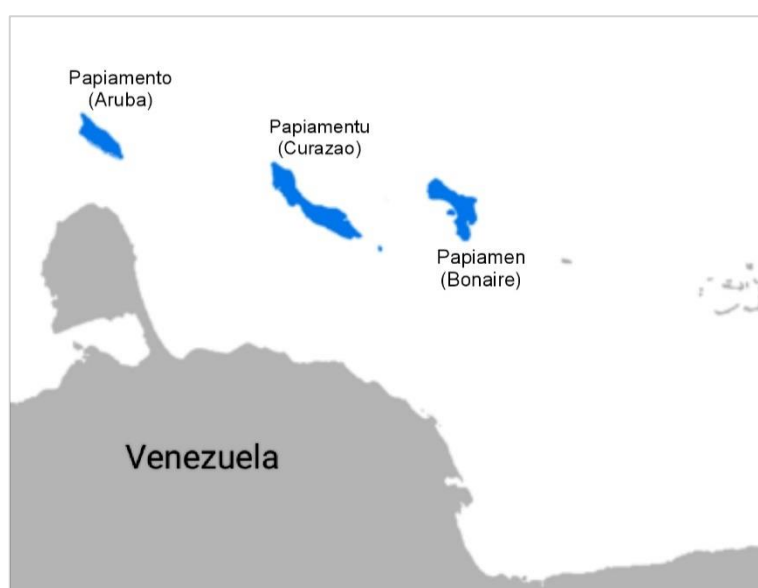 Papiamento
(Aruba)
Papiamentu
(Curazao)
Papiamen
(Bonaire)
Venezuela